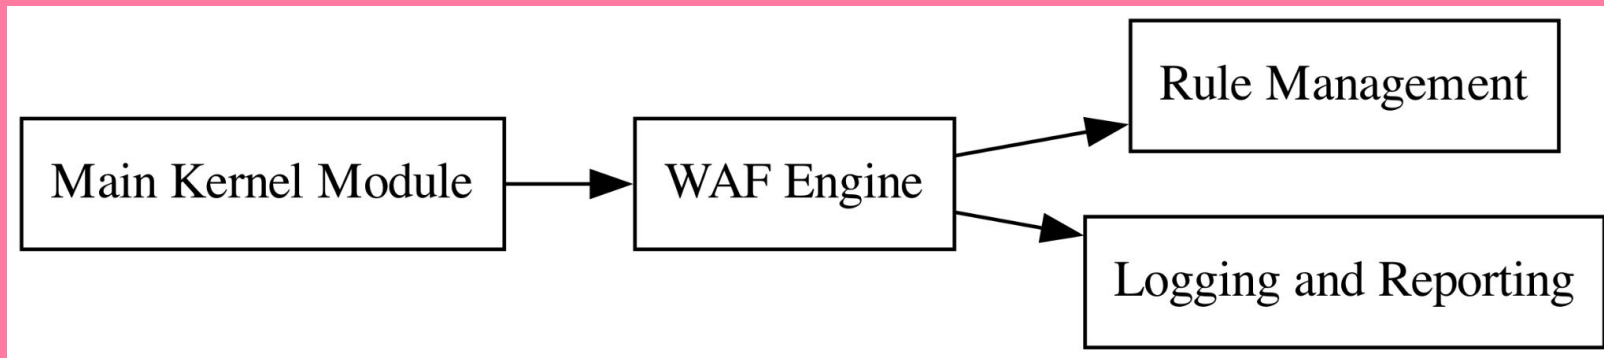 Rule Management
Main Kernel Module
WAF Engine
Logging and Reporting